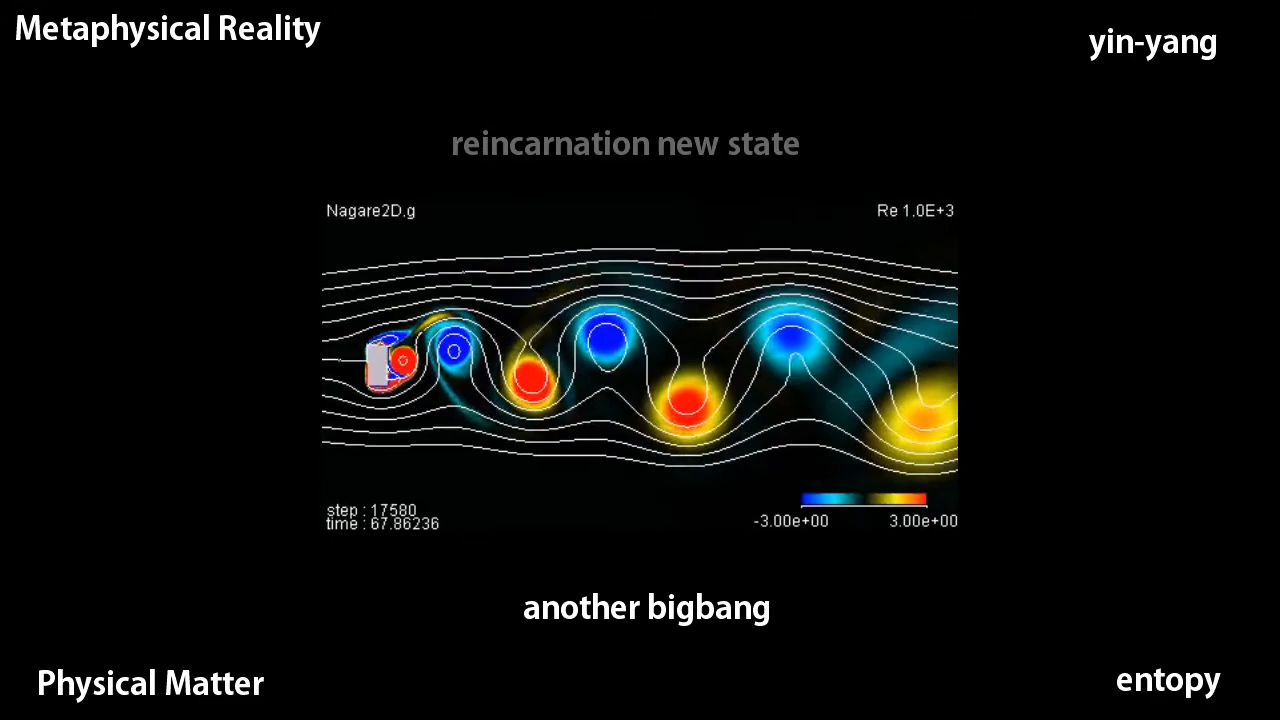 Metaphysical Reality
yin-yang
reincarnation new state
Nagare2D.g
Re 1.0E+3
step : 17580
time : 67.86236
-3.00e+00
3.00e+00
another bigbang
Physical Matter
entopy